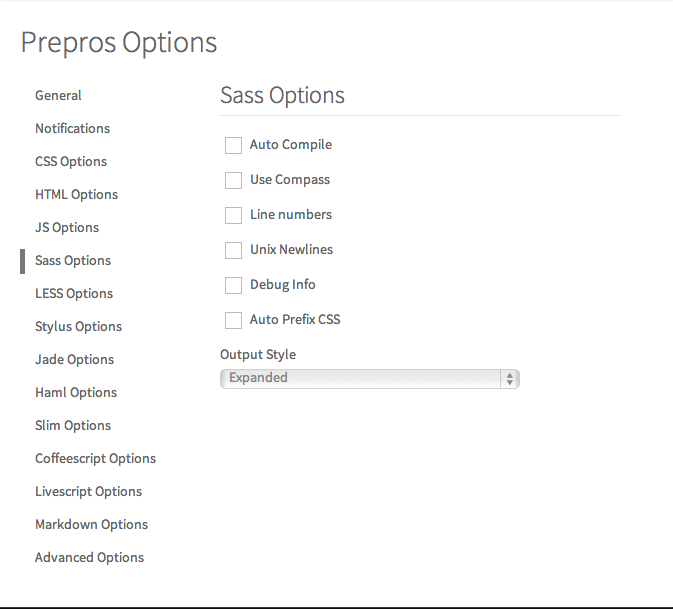 Prepros Options
General
Notifications
CSS Options
HTML Options
JS Options
Sass Options
LESS Options
Stylus Options
Jade Options
Haml Options
Slim Options
Coffeescript Options
Livescript Options
Markdown Options
Advanced Options
Sass Options
Auto Compile
Use Compass
Line numbers
Unix Newlines
Debug Info
Auto Prefix CSS
Output Style
Expanded